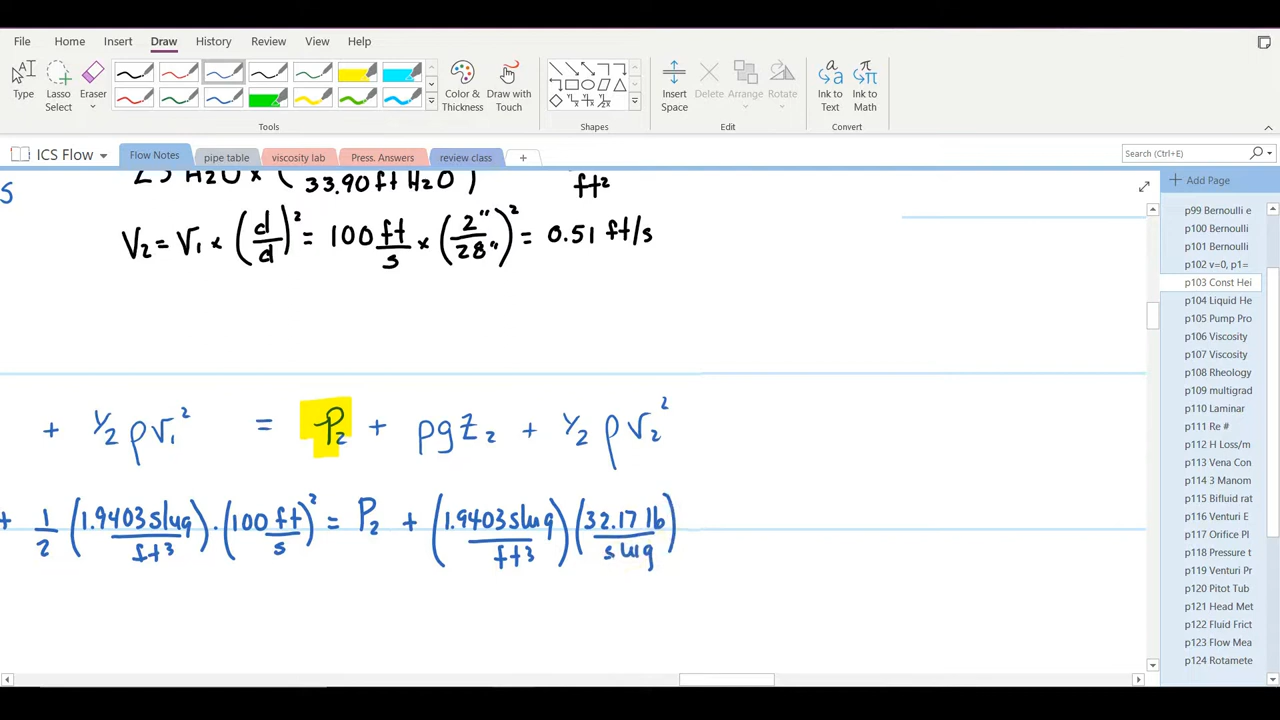 File Home Insert Draw History Review View Help
Type Lasso Select Eraser Color & Thickness Draw with Touch Insert Space Delete Arrange Rotate Ink to Text Ink to Math
Tools Shapes Edit Convert
ICS Flow Flow Notes pipe table viscosity lab Press. Answers review class + Search (Ctrl+E)
Add Page
p99 Bernoulli e
p100 Bernoulli
p101 Bernoulli
p102 v=0, p1=
p103 Const Hei
p104 Liquid He
p105 Pump Pro
p106 Viscosity
p107 Viscosity
p108 Rheology
p109 multigrad
p110 Laminar
p111 Re #
p112 H Loss/m
p113 Vena Con
p114 3 Manom
p115 Bifluid rat
p116 Venturi E
p117 Orifice Pl
p118 Pressure t
p119 Venturi Pr
p120 Pitot Tub
p121 Head Met
p122 Fluid Frict
p123 Flow Mea
p124 Rotamete
S
H2O × ( 33.90 ft H2O ) ft²
V₂ = V₁ × (d/d)² = 100 ft/s × (2"/28")² = 0.51 ft/s
+ ½ ρv₁² = P₂ + ρgz₂ + ½ ρv₂²
+ 1/2 (1.9403 slug/ft3) · (100 ft/s)² = P₂ + (1.9403 slug/ft3) (32.17 lb/slug)